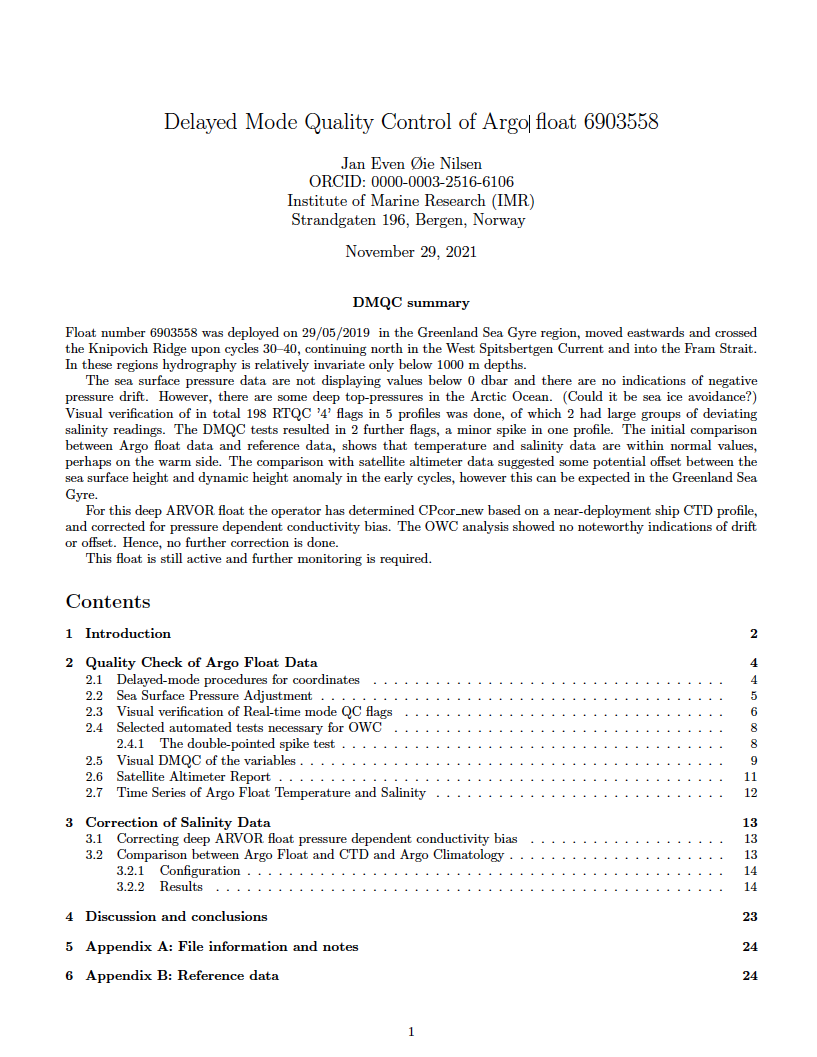 Delayed Mode Quality Control of Argo float 6903558
Jan Even Øie Nilsen
ORCID: 0000-0003-2516-6106
Institute of Marine Research (IMR)
Strandgaten 196, Bergen, Norway
November 29, 2021
DMQC summary
Float number 6903558 was deployed on 29/05/2019 in the Greenland Sea Gyre region, moved eastwards and crossed
the Knipovich Ridge upon cycles 30–40, continuing north in the West Spitsbertgen Current and into the Fram Strait.
In these regions hydrography is relatively invariate only below 1000 m depths.
The sea surface pressure data are not displaying values below 0 dbar and there are no indications of negative
pressure drift. However, there are some deep top-pressures in the Arctic Ocean. (Could it be sea ice avoidance?)
Visual verification of in total 198 RTQC '4' flags in 5 profiles was done, of which 2 had large groups of deviating
salinity readings. The DMQC tests resulted in 2 further flags, a minor spike in one profile. The initial comparison
between Argo float data and reference data, shows that temperature and salinity data are within normal values,
perhaps on the warm side. The comparison with satellite altimeter data suggested some potential offset between the
sea surface height and dynamic height anomaly in the early cycles, however this can be expected in the Greenland Sea
Gyre.
For this deep ARVOR float the operator has determined CPcor_new based on a near-deployment ship CTD profile,
and corrected for pressure dependent conductivity bias. The OWC analysis showed no noteworthy indications of drift
or offset. Hence, no further correction is done.
This float is still active and further monitoring is required.
Contents
1 Introduction 2
2 Quality Check of Argo Float Data 4
2.1 Delayed-mode procedures for coordinates . . . . . . . . . . . . . . . . . . . . . . . . . . . . . . . . . . 4
2.2 Sea Surface Pressure Adjustment . . . . . . . . . . . . . . . . . . . . . . . . . . . . . . . . . . . . . . . 5
2.3 Visual verification of Real-time mode QC flags . . . . . . . . . . . . . . . . . . . . . . . . . . . . . . . 6
2.4 Selected automated tests necessary for OWC . . . . . . . . . . . . . . . . . . . . . . . . . . . . . . . . 8
2.4.1 The double-pointed spike test . . . . . . . . . . . . . . . . . . . . . . . . . . . . . . . . . . . . . 8
2.5 Visual DMQC of the variables . . . . . . . . . . . . . . . . . . . . . . . . . . . . . . . . . . . . . . . . . 9
2.6 Satellite Altimeter Report . . . . . . . . . . . . . . . . . . . . . . . . . . . . . . . . . . . . . . . . . . . 11
2.7 Time Series of Argo Float Temperature and Salinity . . . . . . . . . . . . . . . . . . . . . . . . . . . . 12
3 Correction of Salinity Data 13
3.1 Correcting deep ARVOR float pressure dependent conductivity bias . . . . . . . . . . . . . . . . . . . 13
3.2 Comparison between Argo Float and CTD and Argo Climatology . . . . . . . . . . . . . . . . . . . . . 13
3.2.1 Configuration . . . . . . . . . . . . . . . . . . . . . . . . . . . . . . . . . . . . . . . . . . . . . . 14
3.2.2 Results . . . . . . . . . . . . . . . . . . . . . . . . . . . . . . . . . . . . . . . . . . . . . . . . . 14
4 Discussion and conclusions 23
5 Appendix A: File information and notes 24
6 Appendix B: Reference data 24
1